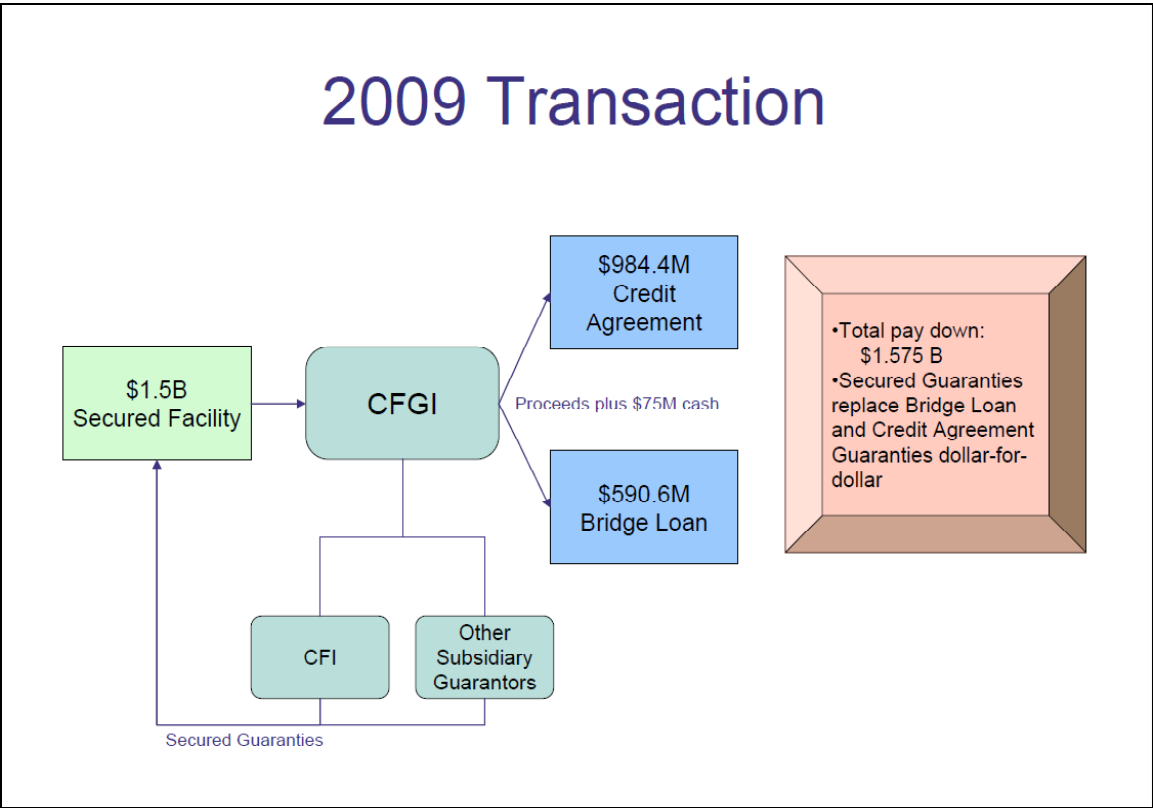 2009 Transaction
$984.4M
Credit
Agreement
$1.5B
Secured Facility
CFGI
Proceeds plus $75M cash
$590.6M
Bridge Loan
•Total pay down:
$1.575 B
•Secured Guaranties
replace Bridge Loan
and Credit Agreement
Guaranties dollar-for-
dollar
CFI
Other
Subsidiary
Guarantors
Secured Guaranties